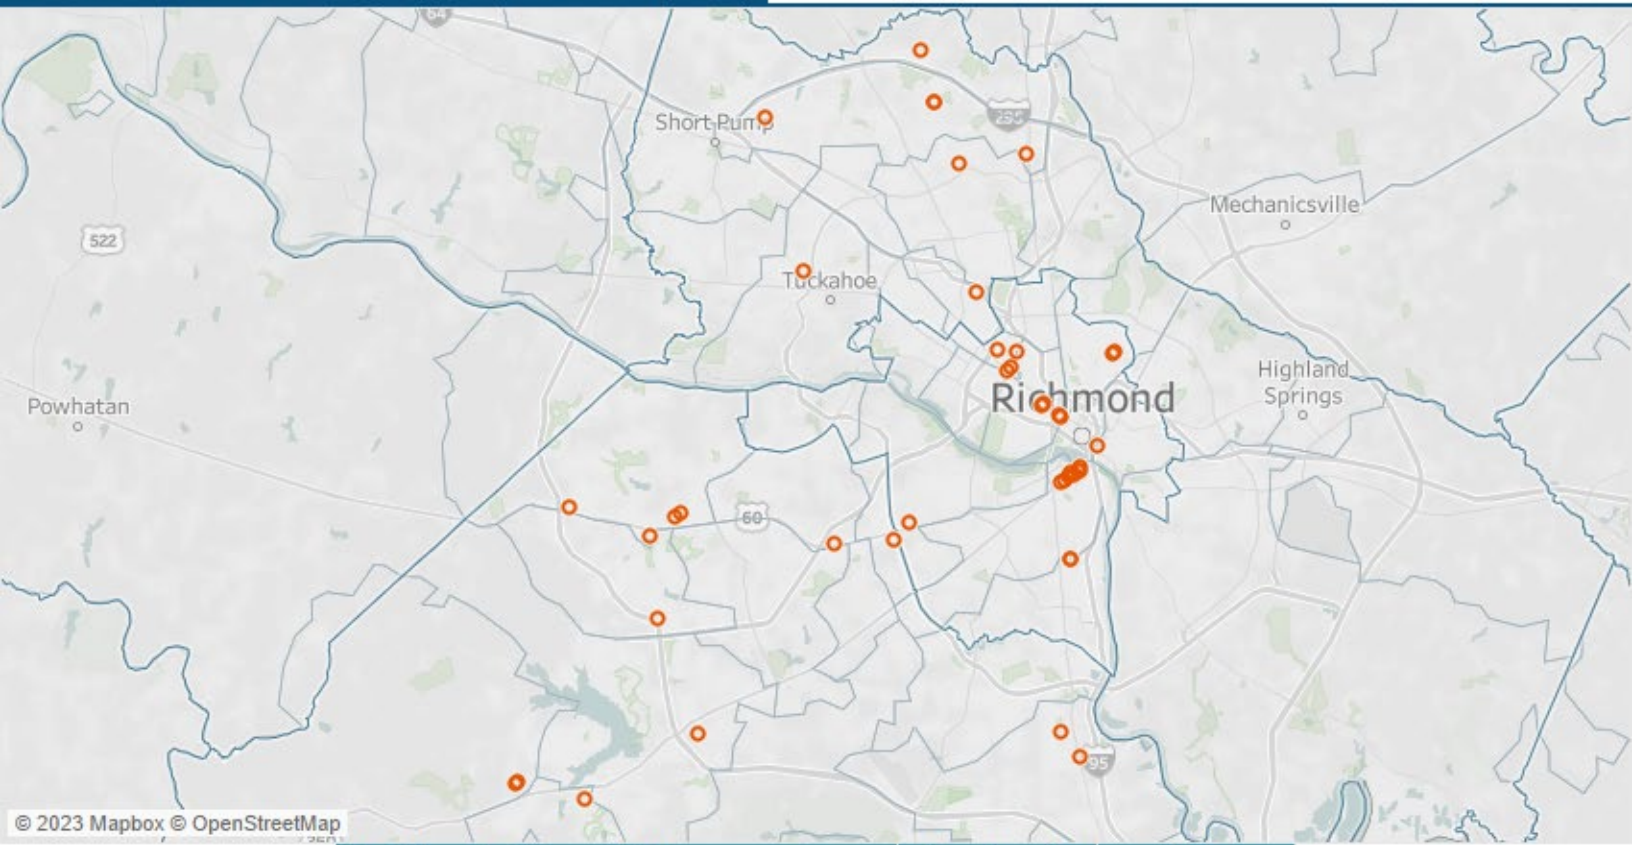 64
Short Pump
295
Mechanicsville
522
Tuckahoe
Highland
Springs
Richmond
Powhatan
60
95
© 2023 Mapbox © OpenStreetMap